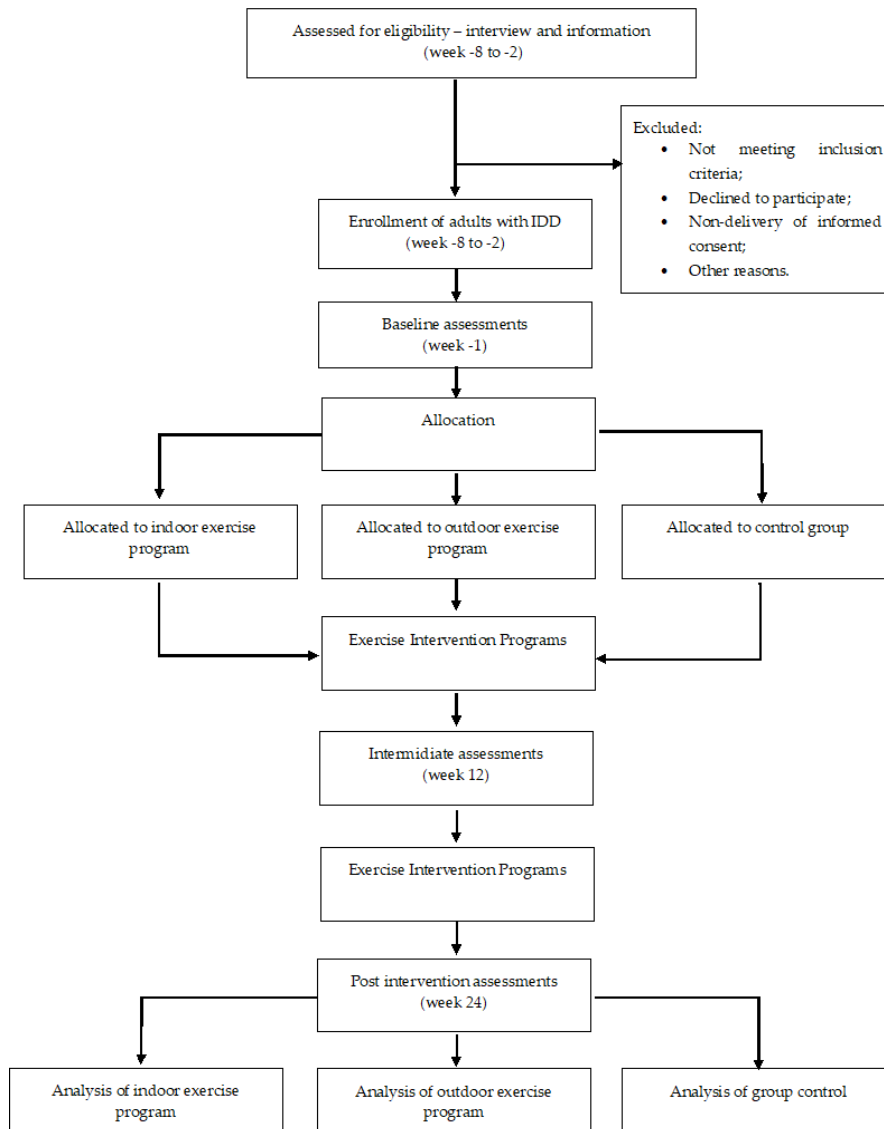 Assessed for eligibility – interview and information
(week -8 to -2)
Excluded:
• Not meeting inclusion
criteria;
• Declined to participate;
• Non-delivery of informed
consent;
• Other reasons.
Enrollment of adults with IDD
(week -8 to -2)
Baseline assessments
(week -1)
Allocation
Allocated to indoor exercise
program
Allocated to outdoor exercise
program
Allocated to control group
Exercise Intervention Programs
Intermidiate assessments
(week 12)
Exercise Intervention Programs
Post intervention assessments
(week 24)
Analysis of indoor exercise
program
Analysis of outdoor exercise
program
Analysis of group control